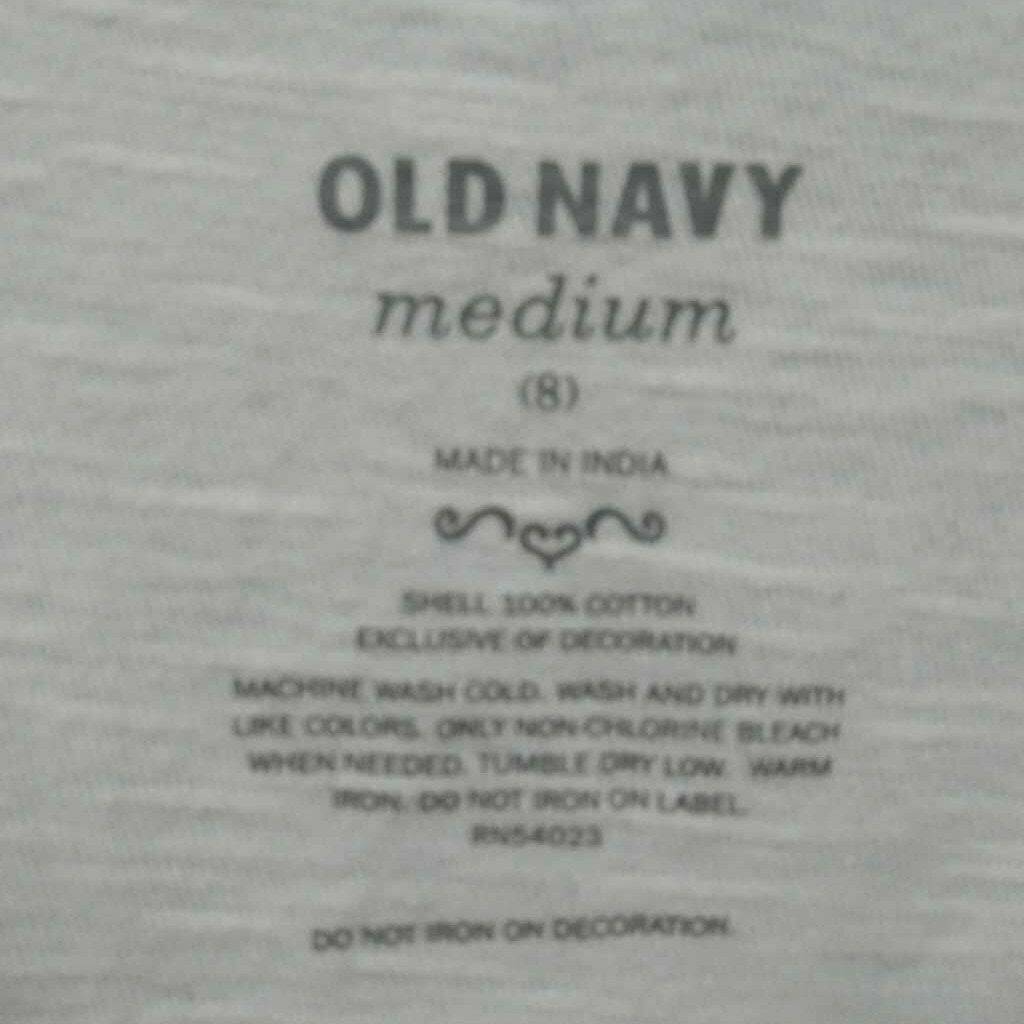 OLD NAVY
medium
(8)
MADE IN INDIA
SHELL 100% COTTON
EXCLUSIVE OF DECORATION
MACHINE WASH COLD. WASH AND DRY WITH
LIKE COLORS. ONLY NON-CHLORINE BLEACH
WHEN NEEDED. TUMBLE DRY LOW. WARM
IRON. DO NOT IRON ON LABEL.
RN54023
DO NOT IRON ON DECORATION.